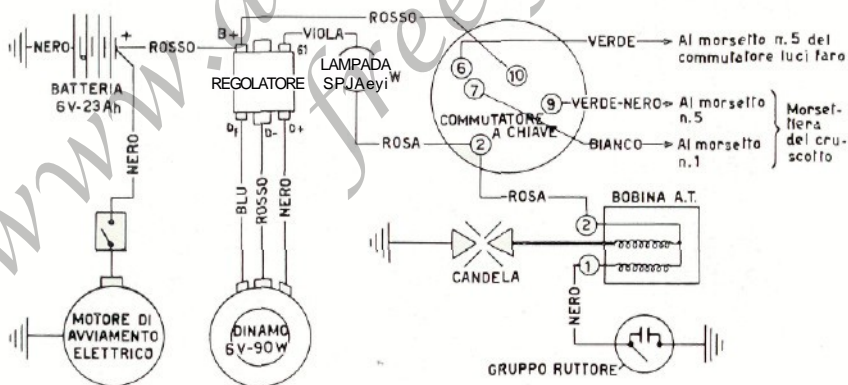 ROSSO
NERO
+
ROSSO
B+
61
VIOLA
BATTERIA
6V-23Ah
REGOLATORE
LAMPADA
SPJAeyi
W
DF
D-
D+
NERO
BLU
ROSSO
NERO
ROSA
6
7
10
9
2
COMMUTATORE
A CHIAVE
VERDE
Al morsetto n.5 del
commutatore luci faro
VERDE-NERO
Al morsetto
n.5
BIANCO
Al morsetto
n.1
Morset-
tiera
del cru-
scotto
ROSA
BOBINA A.T.
2
1
CANDELA
NERO
GRUPPO RUTTORE
MOTORE DI
AVVIAMENTO
ELETTRICO
DINAMO
6V-90W
www.
free